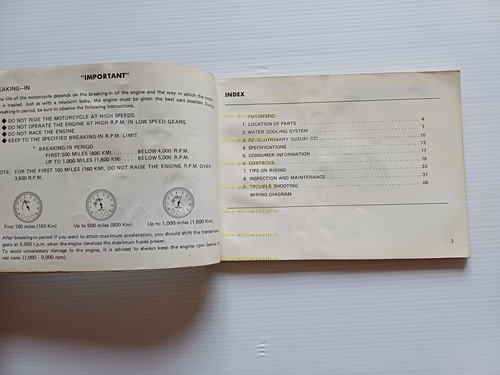 "IMPORTANT"
EAKING-IN
he life of the motorcycle depends on the breaking-in of the engine and the way in which the motor
is treated. Just as with a newborn baby, the engine must be given the best care possible. During
eaking-in period, be sure to observe the following instructions.
◆ DO NOT RIDE THE MOTORCYCLE AT HIGH SPEEDS.
◆ DO NOT OPERATE THE ENGINE AT HIGH R.P.M. IN LOW SPEED GEARS.
◆ DO NOT RACE THE ENGINE.
◆ KEEP TO THE SPECIFIED BREAKING-IN R.P.M. LIMIT.
* BREAKING-IN PERIOD
FIRST 500 MILES (800 KM) ........ BELOW 4,000 R.P.M.
UP TO 1,000 MILES (1,600 KM) ..... BELOW 5,000 R.P.M.
NOTE: FOR THE FIRST 100 MILES (160 KM), DO NOT RAISE THE ENGINE R.P.M. OVER
3,500 R.P.M.
First 100 miles (160 Km)
Up to 500 miles (800 Km)
Up to 1,000 miles (1,600 Km)
After breaking-in period if you want to attain maximum acceleration, you should shift the transmiss
gears at 6,500 r.p.m. when the engine develops the maximum horse power.
To avoid unnecessary damage to the engine, it is advised to always keep the engine rpm below
red zone (7,000 - 9,000 rpm).
INDEX
FOREWORD
1. LOCATION OF PARTS 4
2. WATER COOLING SYSTEM 7
3. REVOLUTIONARY SUZUKI CCI 10
4. SPECIFICATIONS 12
5. CONSUMER INFORMATION 17
6. CONTROLS 18
7. TIPS ON RIDING 33
8. INSPECTION AND MAINTENANCE 37
9. TROUBLE SHOOTING 66
WIRING DIAGRAM
3